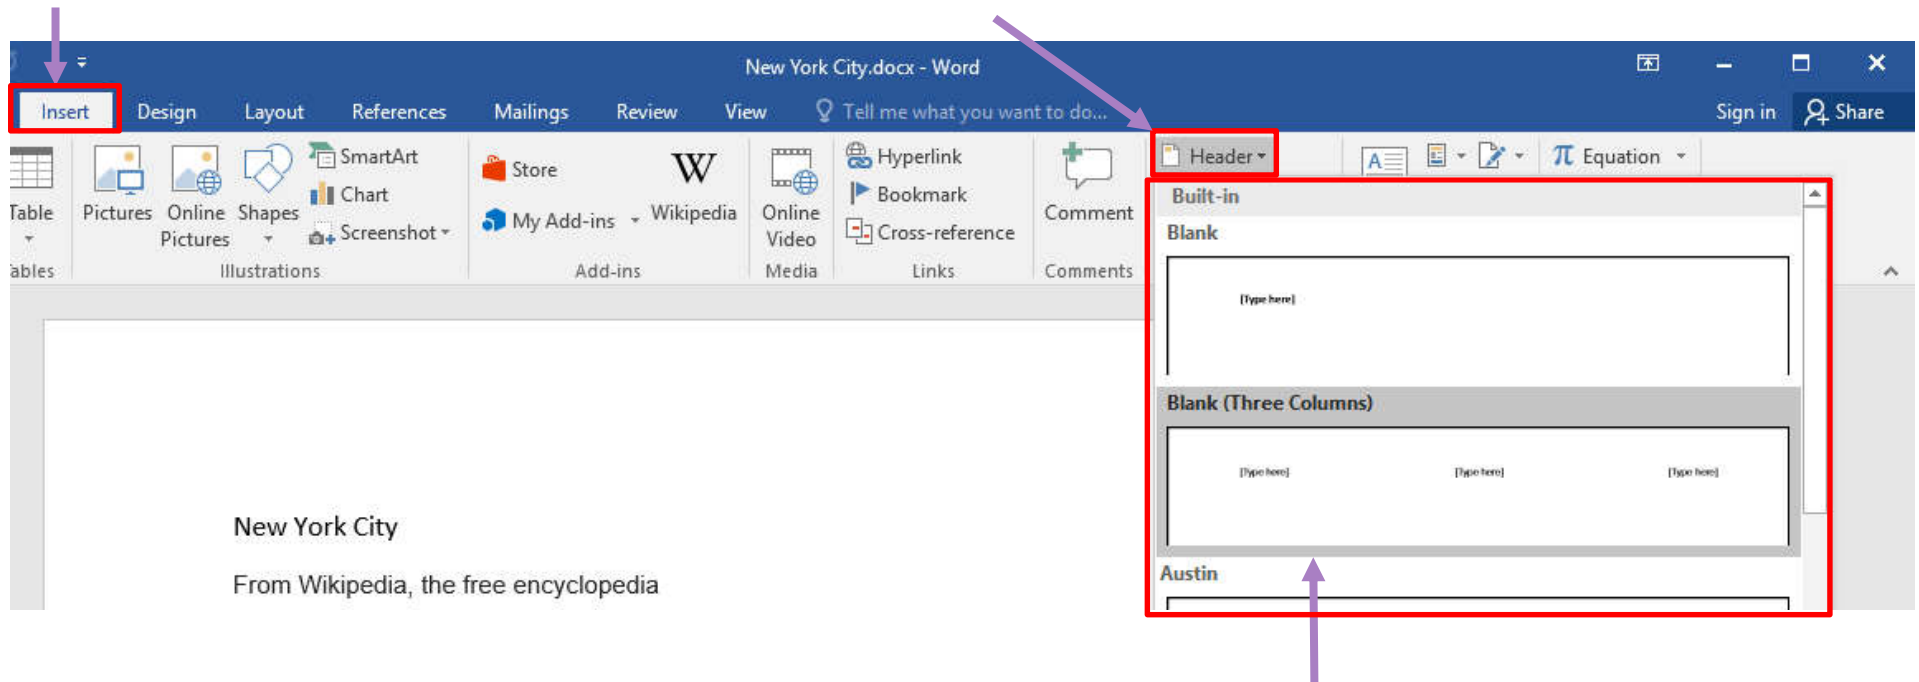 New York City.docx - Word
Insert Design Layout References Mailings Review View Tell me what you want to do... Sign in Share
Table
Pictures
Online Pictures
Shapes
SmartArt
Chart
Screenshot
Illustrations
Store
My Add-ins
W
Wikipedia
Add-ins
Online Video
Media
Hyperlink
Bookmark
Cross-reference
Links
Comment
Comments
Header
A
π Equation
Built-in
Blank
[Type here]
Blank (Three Columns)
[Type here] [Type here] [Type here]
Austin
New York City
From Wikipedia, the free encyclopedia